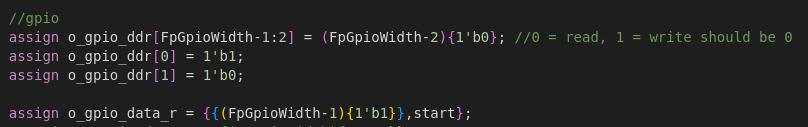 //gpio
assign o_gpio_ddr[FpGpioWidth-1:2] = (FpGpioWidth-2){1'b0}; //0 = read, 1 = write should be 0
assign o_gpio_ddr[0] = 1'b1;
assign o_gpio_ddr[1] = 1'b0;
assign o_gpio_data_r = {{(FpGpioWidth-1){1'b1}},start};